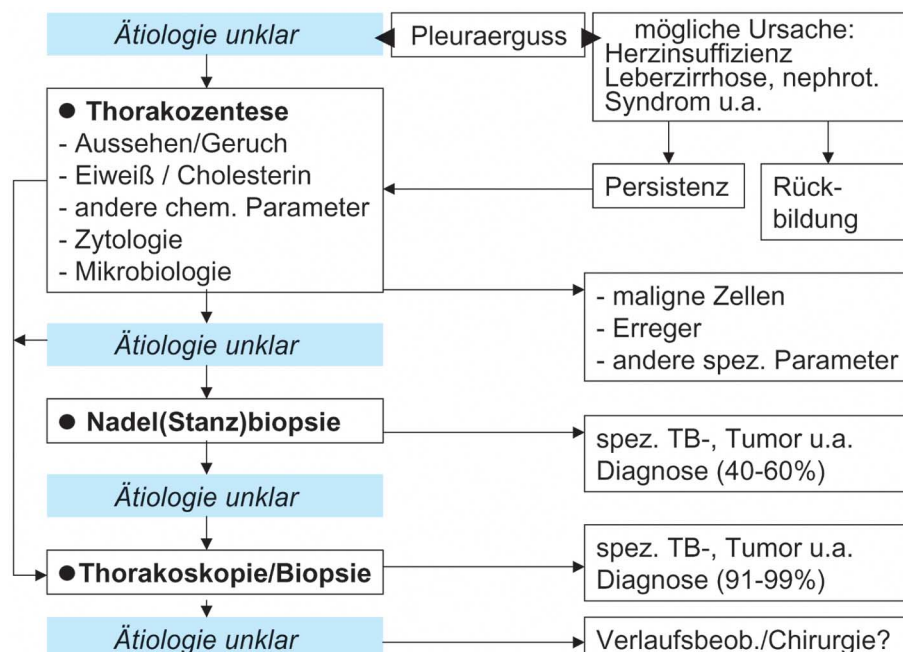 Ätiologie unklar
Pleuraerguss
mögliche Ursache:
Herzinsuffizienz
Leberzirrhose, nephrot.
Syndrom u.a.
● Thorakozentese
- Aussehen/Geruch
- Eiweiß / Cholesterin
- andere chem. Parameter
- Zytologie
- Mikrobiologie
Persistenz
Rück-
bildung
- maligne Zellen
- Erreger
- andere spez. Parameter
Ätiologie unklar
● Nadel(Stanz)biopsie
spez. TB-, Tumor u.a.
Diagnose (40-60%)
Ätiologie unklar
● Thorakoskopie/Biopsie
spez. TB-, Tumor u.a.
Diagnose (91-99%)
Ätiologie unklar
Verlaufsbeob./Chirurgie?